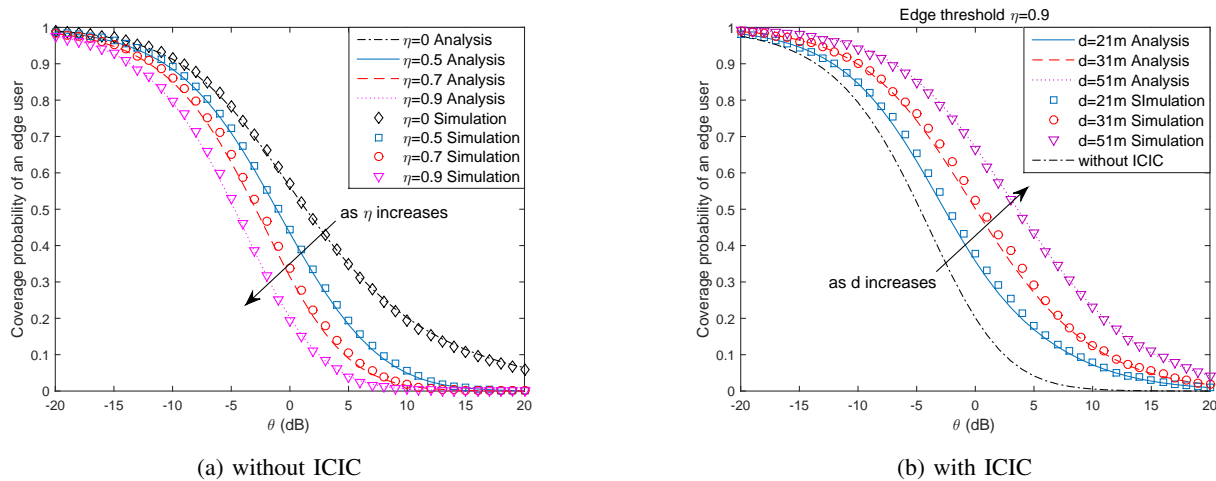 1
0.9
0.8
0.7
0.6
0.5
0.4
0.3
0.2
0.1
0
Coverage probability of an edge user
-20 -15 -10 -5 0 5 10 15 20
θ (dB)
η=0 Analysis
η=0.5 Analysis
η=0.7 Analysis
η=0.9 Analysis
η=0 Simulation
η=0.5 Simulation
η=0.7 Simulation
η=0.9 Simulation
as η increases
(a) without ICIC
Edge threshold η=0.9
1
0.9
0.8
0.7
0.6
0.5
0.4
0.3
0.2
0.1
0
Coverage probability of an edge user
-20 -15 -10 -5 0 5 10 15 20
θ (dB)
d=21m Analysis
d=31m Analysis
d=51m Analysis
d=21m SImulation
d=31m Simulation
d=51m Simulation
without ICIC
as d increases
(b) with ICIC